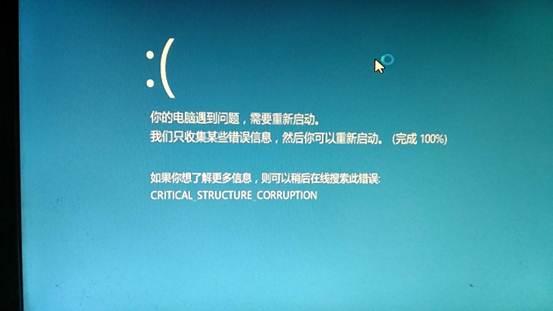 :(
你的电脑遇到问题，需要重新启动。
我们只收集某些错误信息，然后你可以重新启动。 (完成 100%)
如果你想了解更多信息，则可以稍后在线搜索此错误:
CRITICAL_STRUCTURE_CORRUPTION